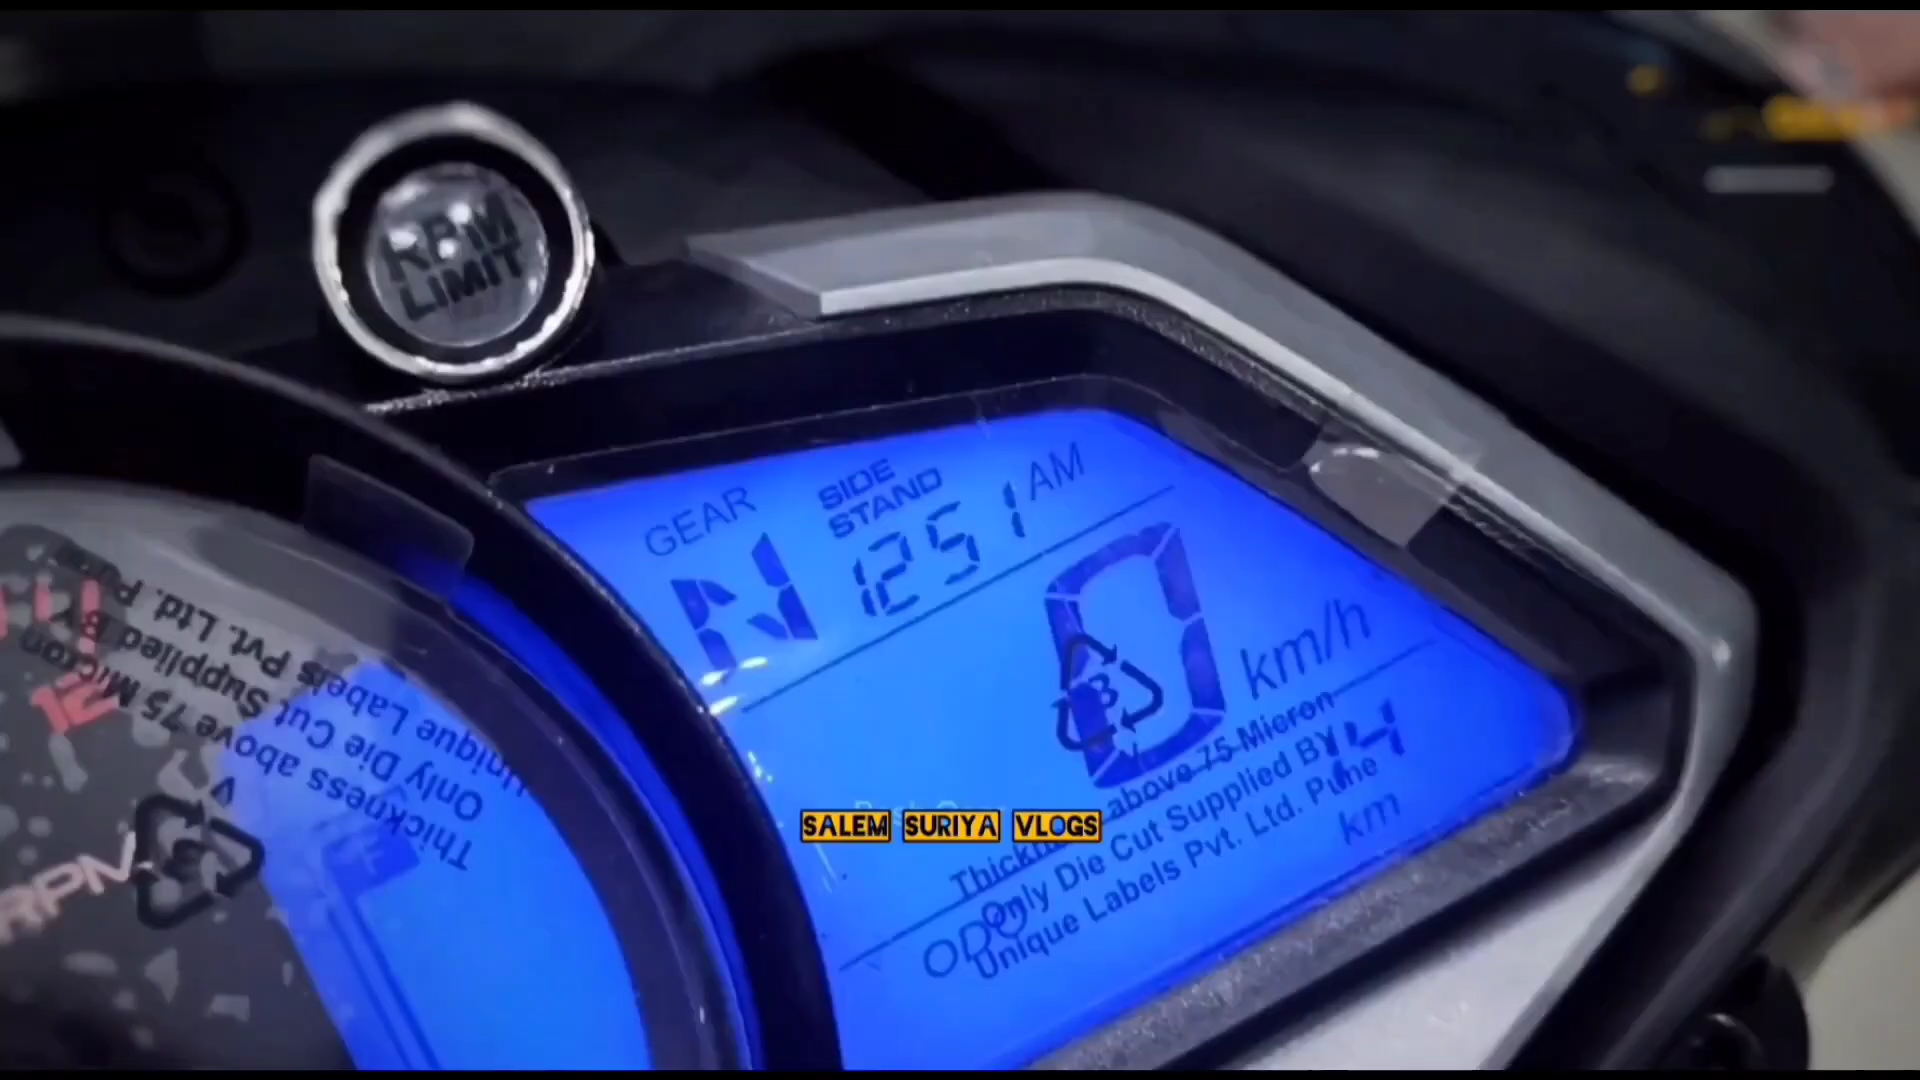 RPM
LIMIT
GEAR
SIDE
STAND
N
1251 AM
0
km/h
14
km
ODO
above 75 Micron
Only Die Cut Supplied BY
Unique Labels Pvt. Ltd. Pune
SALEM SURIYA VLOGS
12
RPM
F
Thickness above 75 Micron
Only Die Cut Supplied BY
Unique Labels Pvt. Ltd. Pune
V